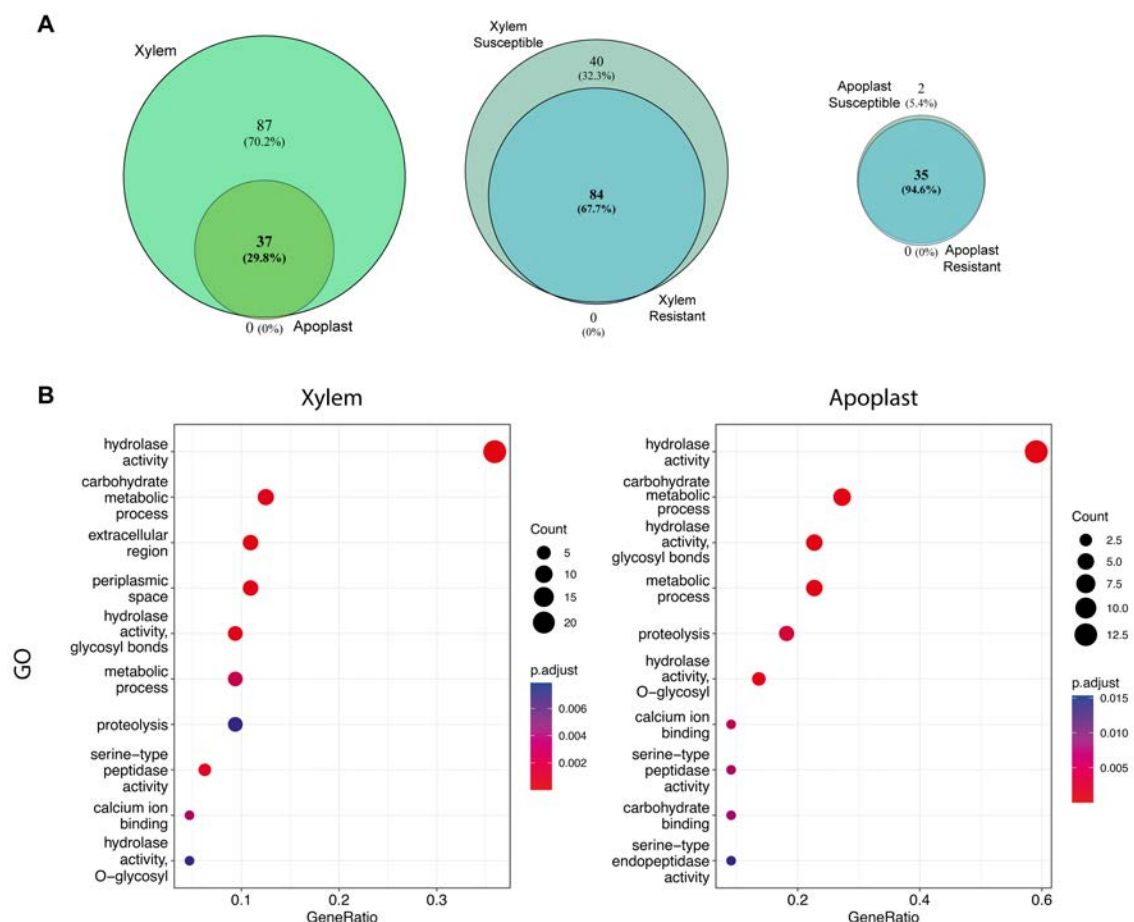 A
Xylem
87
(70.2%)
37
(29.8%)
0 (0%)
Apoplast
Xylem
Susceptible
40
(32.3%)
84
(67.7%)
Xylem
Resistant
0
(0%)
Apoplast
Susceptible
2
(5.4%)
35
(94.6%)
0 (0%)
Apoplast
Resistant
B
GO
Xylem
hydrolase
activity
carbohydrate
metabolic
process
extracellular
region
periplasmic
space
hydrolase
activity,
glycosyl bonds
metabolic
process
proteolysis
serine−type
peptidase
activity
calcium ion
binding
hydrolase
activity,
O−glycosyl
0.1 0.2 0.3
GeneRatio
Count
5
10
15
20
p.adjust
0.006
0.004
0.002
Apoplast
hydrolase
activity
carbohydrate
metabolic
process
hydrolase
activity,
glycosyl bonds
metabolic
process
proteolysis
hydrolase
activity,
O−glycosyl
calcium ion
binding
serine−type
peptidase
activity
carbohydrate
binding
serine−type
endopeptidase
activity
0.2 0.4 0.6
GeneRatio
Count
2.5
5.0
7.5
10.0
12.5
p.adjust
0.015
0.010
0.005